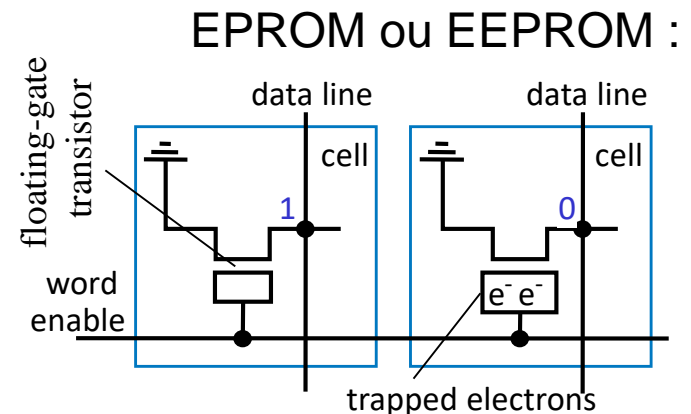 EPROM ou EEPROM :
floating-gate
transistor
data line
data line
cell
cell
1
0
word
enable
e⁻ e⁻
trapped electrons